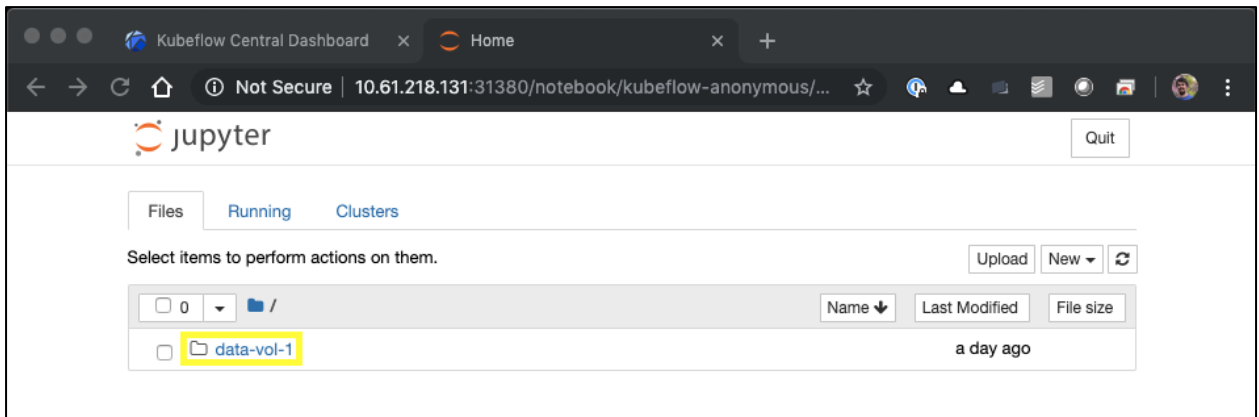 Kubeflow Central Dashboard
Home
Not Secure | 10.61.218.131:31380/notebook/kubeflow-anonymous/...
jupyter
Quit
Files Running Clusters
Select items to perform actions on them.
Upload New
0 / Name Last Modified File size
data-vol-1 a day ago